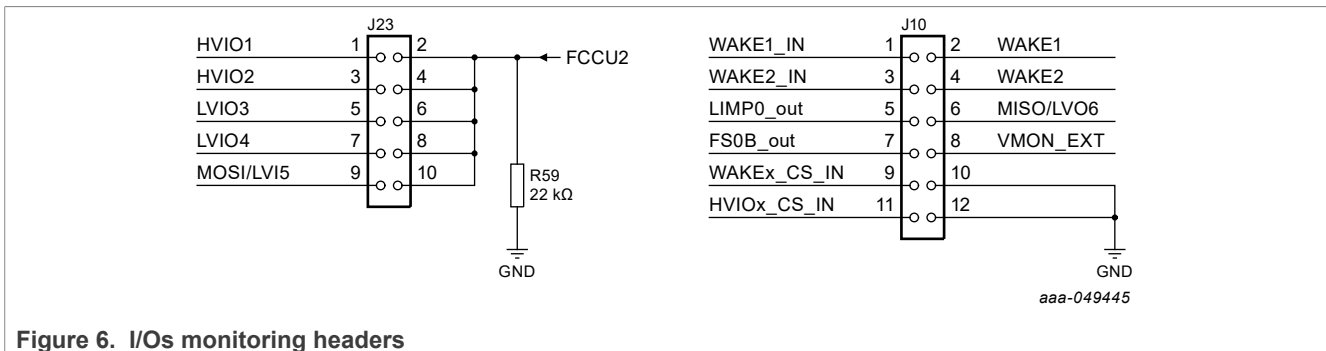 J23
HVIO1 1 2 FCCU2
HVIO2 3 4
LVIO3 5 6
LVIO4 7 8
MOSI/LVI5 9 10
R59
22 kΩ
GND
J10
WAKE1_IN 1 2 WAKE1
WAKE2_IN 3 4 WAKE2
LIMP0_out 5 6 MISO/LVO6
FS0B_out 7 8 VMON_EXT
WAKEx_CS_IN 9 10
HVIOx_CS_IN 11 12
GND
aaa-049445
Figure 6. I/Os monitoring headers